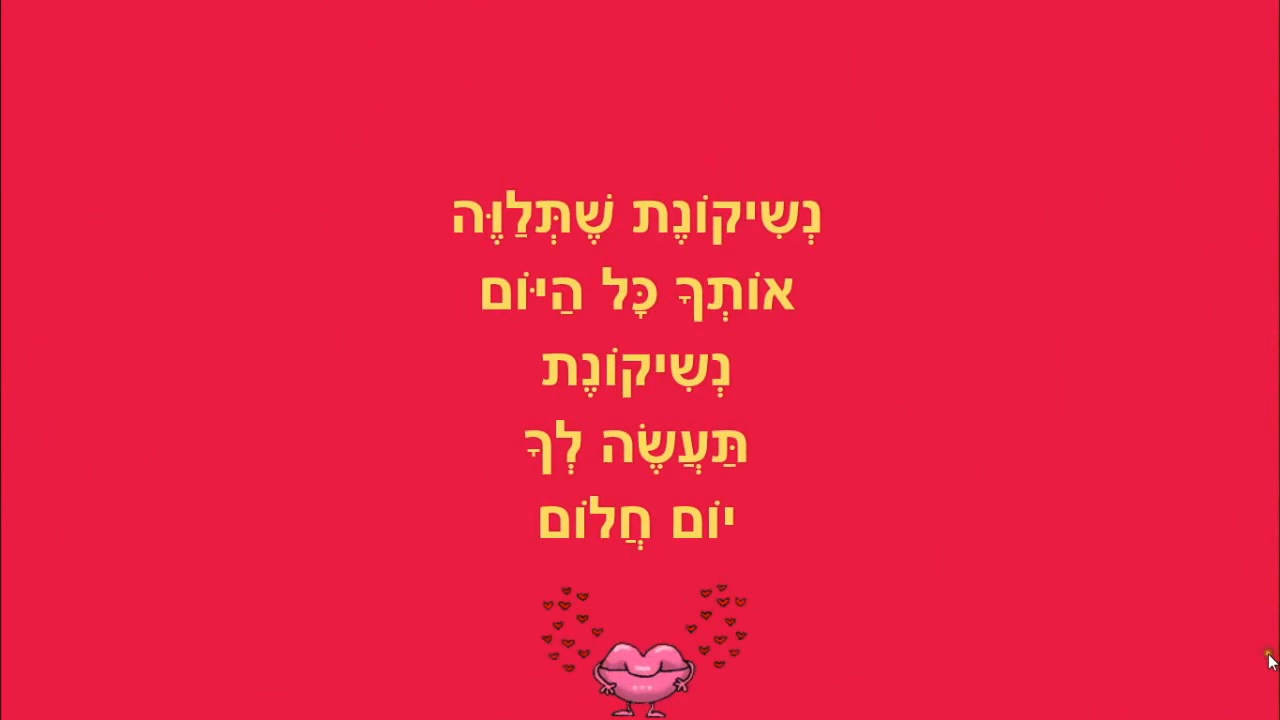 נְשִׁיקוֹנֶת שֶׁתְּלַוֶּה
אוֹתְךָ כָּל הַיּוֹם
נְשִׁיקוֹנֶת
תַּעֲשֶׂה לְךָ
יוֹם חֲלוֹם